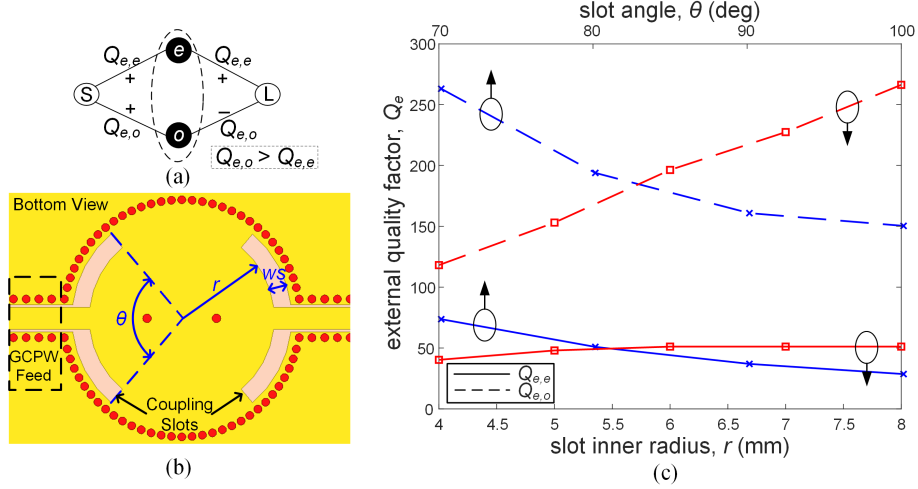 Q_{e,e} e Q_{e,e}
+ +
S L
+ −
Q_{e,o} o Q_{e,o}
Q_{e,o} > Q_{e,e}
(a)
Bottom View
r
ws
θ
GCPW
Feed
Coupling
Slots
(b)
slot angle, θ (deg)
70 80 90 100
external quality factor, Q_e
300
250
200
150
100
50
0
Q_{e,e}
Q_{e,o}
4 4.5 5 5.5 6 6.5 7 7.5 8
slot inner radius, r (mm)
(c)